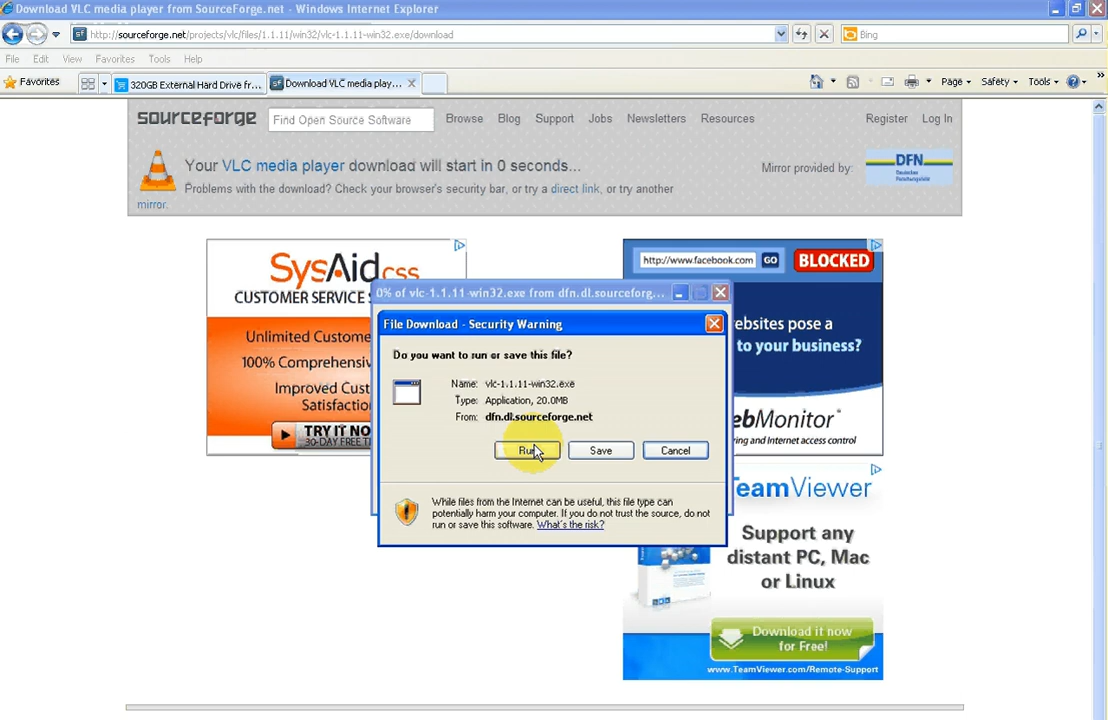 Download VLC media player from SourceForge.net - Windows Internet Explorer
http://sourceforge.net/projects/vlc/files/1.1.11/win32/vlc-1.1.11-win32.exe/download
Bing
File Edit View Favorites Tools Help
Favorites
320GB External Hard Drive fr...
Download VLC media play...
Page
Safety
Tools
sourceforge
Find Open Source Software
Browse Blog Support Jobs Newsletters Resources
Register Log In
Your VLC media player download will start in 0 seconds...
Problems with the download? Check your browser's security bar, or try a direct link, or try another
mirror.
Mirror provided by:
DFN
SysAid css
CUSTOMER SERVICE
Unlimited Custome
100% Comprehensiv
Improved Cust
Satisfactio
TRY IT NO
30-DAY FREE T
http://www.facebook.com GO BLOCKED
ebsites pose a
to your business?
ebMonitor
ring and Internet access control
0% of vlc-1.1.11-win32.exe from dfn.dl.sourceforg...
File Download - Security Warning
Do you want to run or save this file?
Name: vlc-1.1.11-win32.exe
Type: Application, 20.0MB
From: dfn.dl.sourceforge.net
Run Save Cancel
While files from the Internet can be useful, this file type can
potentially harm your computer. If you do not trust the source, do not
run or save this software. What's the risk?
TeamViewer
Support any
distant PC, Mac
or Linux
Download it now
for Free!
www.TeamViewer.com/Remote-Support